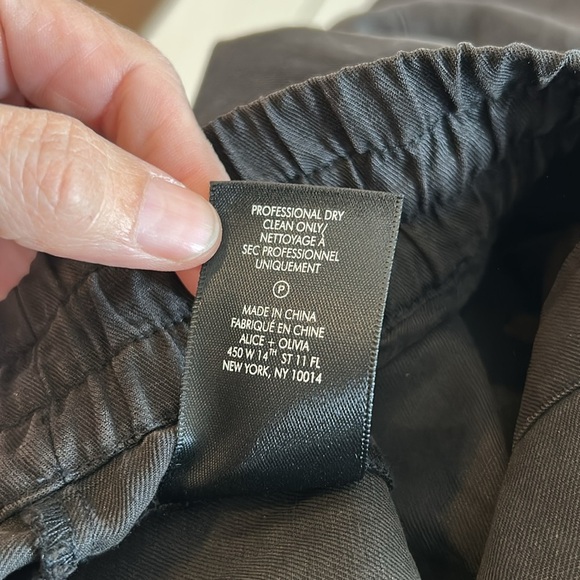 PROFESSIONAL DRY
CLEAN ONLY/
NETTOYAGE À
SEC PROFESSIONNEL
UNIQUEMENT
P
MADE IN CHINA
FABRIQUÉ EN CHINE
ALICE + OLIVIA
450 W 14TH ST 11 FL
NEW YORK, NY 10014